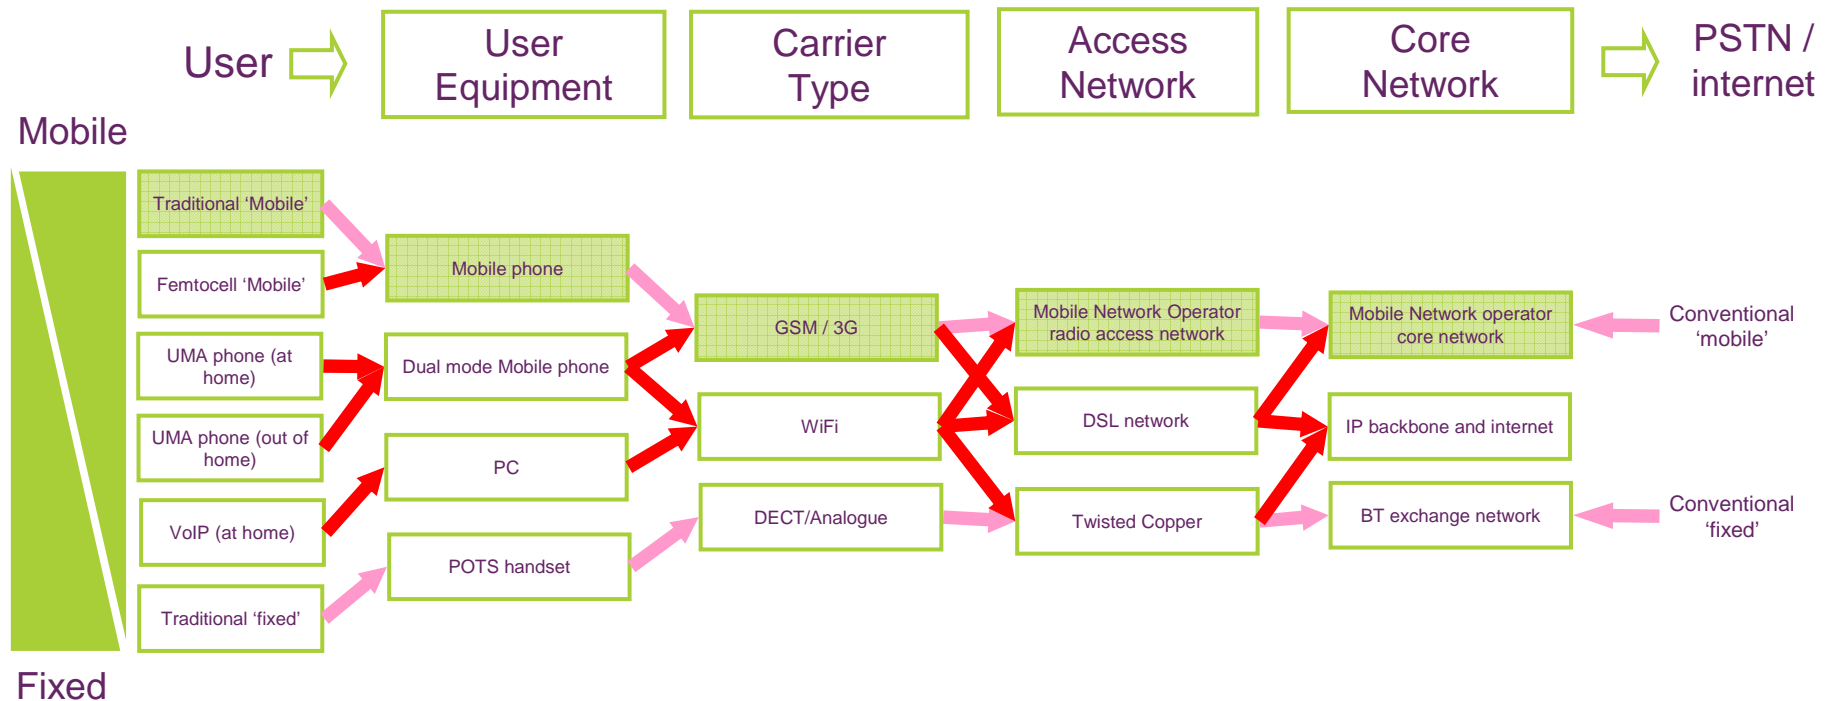 User
User
Equipment
Carrier
Type
Access
Network
Core
Network
PSTN /
internet
Mobile
Traditional ‘Mobile’
Femtocell ‘Mobile’
UMA phone (at
home)
UMA phone (out of
home)
VoIP (at home)
Traditional ‘fixed’
Fixed
Mobile phone
Dual mode Mobile phone
PC
POTS handset
GSM / 3G
WiFi
DECT/Analogue
Mobile Network Operator
radio access network
DSL network
Twisted Copper
Mobile Network operator
core network
IP backbone and internet
BT exchange network
Conventional
‘mobile’
Conventional
‘fixed’